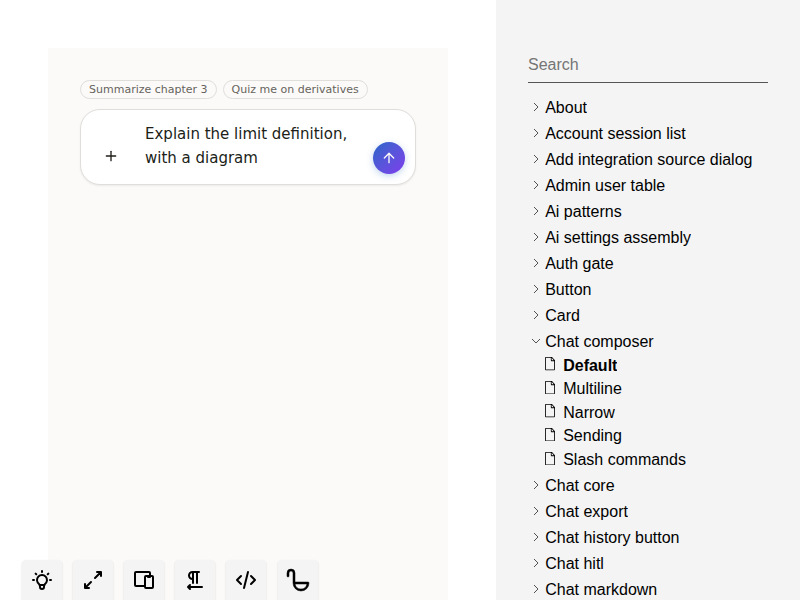 Summarize chapter 3
Quiz me on derivatives
Explain the limit definition,
with a diagram
Search
About
Account session list
Add integration source dialog
Admin user table
Ai patterns
Ai settings assembly
Auth gate
Button
Card
Chat composer
Default
Multiline
Narrow
Sending
Slash commands
Chat core
Chat export
Chat history button
Chat hitl
Chat markdown